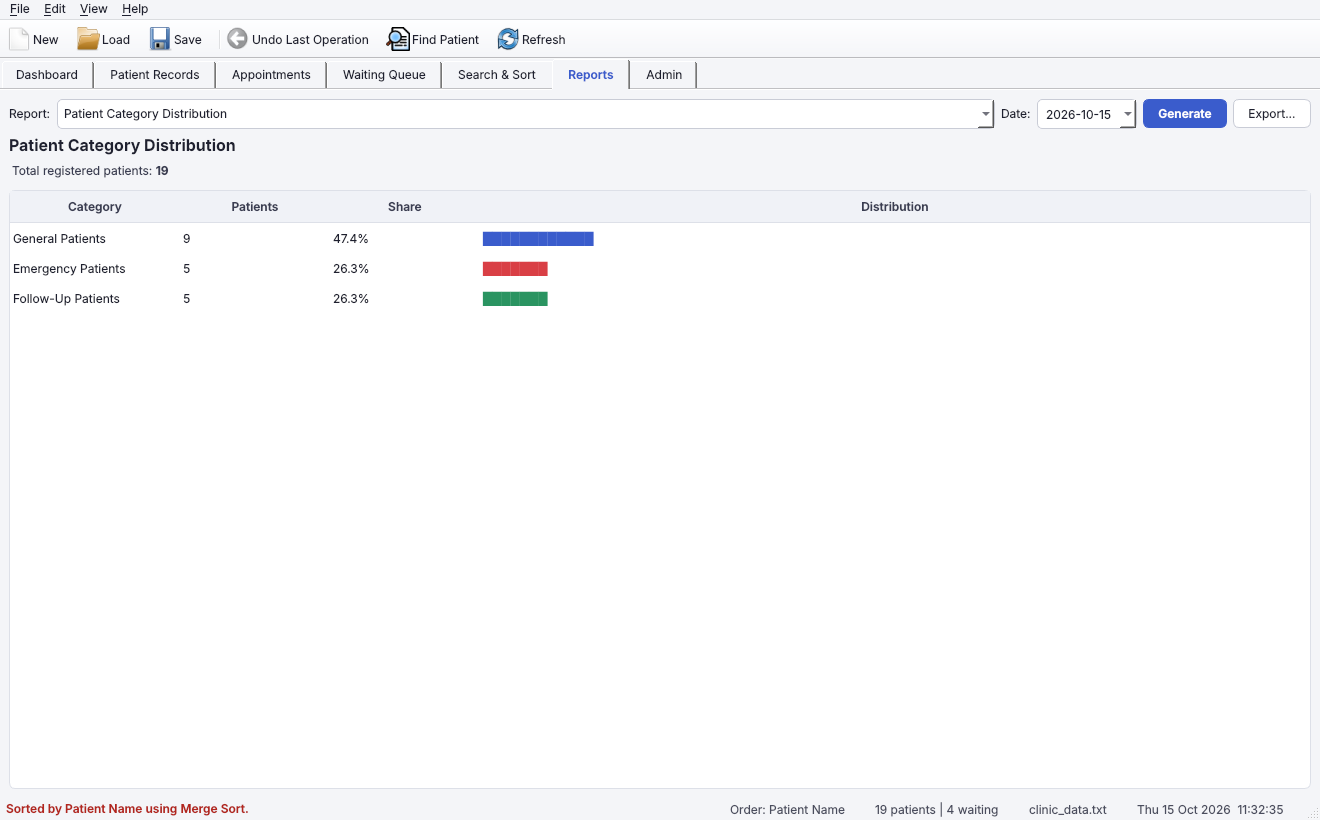 File Edit View Help
New Load Save Undo Last Operation Find Patient Refresh
Dashboard Patient Records Appointments Waiting Queue Search & Sort Reports Admin
Report: Patient Category Distribution Date: 2026-10-15 Generate Export...
Patient Category Distribution
Total registered patients: 19
Category Patients Share Distribution
General Patients 9 47.4%
Emergency Patients 5 26.3%
Follow-Up Patients 5 26.3%
Sorted by Patient Name using Merge Sort. Order: Patient Name 19 patients | 4 waiting clinic_data.txt Thu 15 Oct 2026 11:32:35